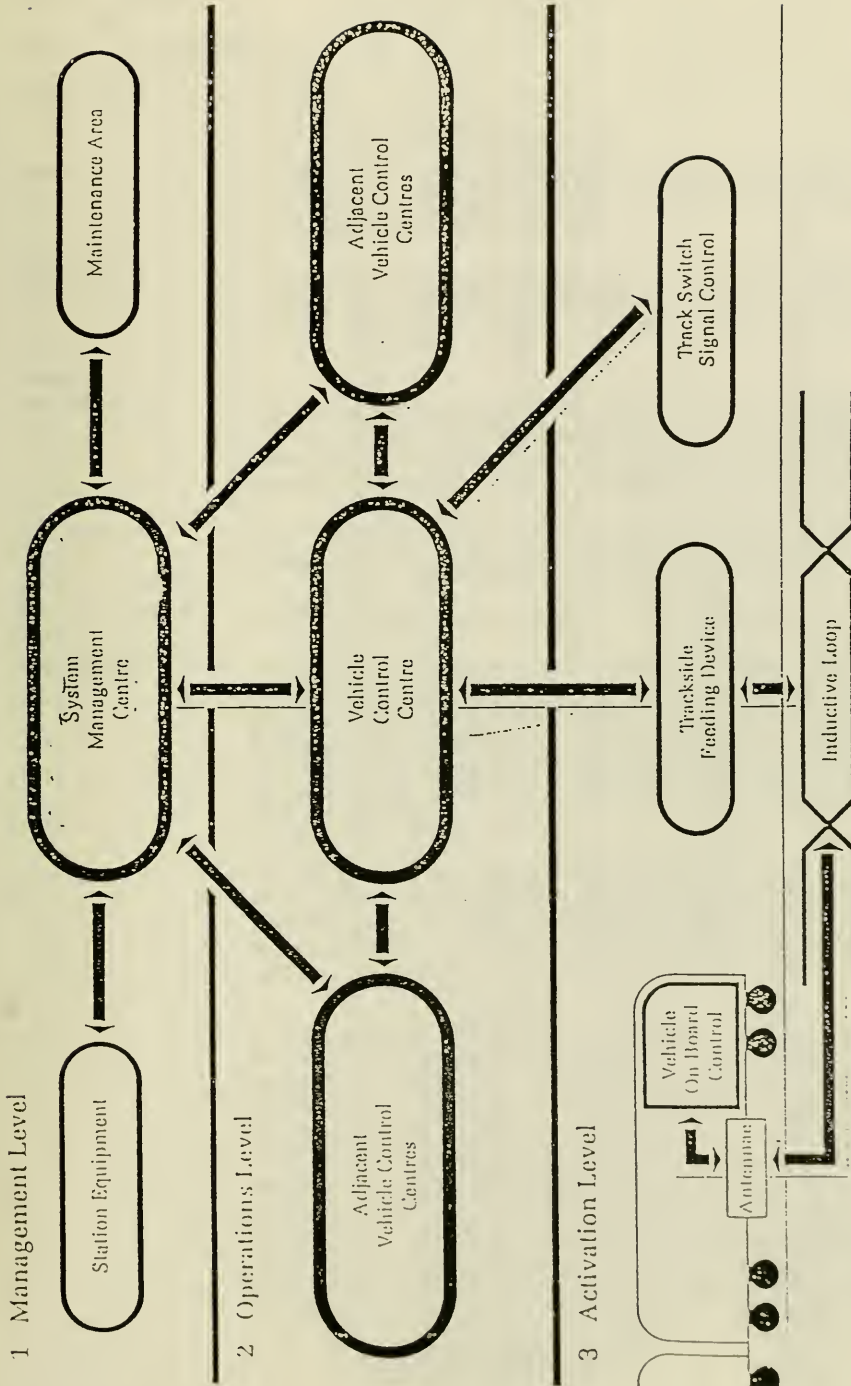 1 Management Level
Station Equipment
System
Management
Centre
Maintenance Area
2 Operations Level
Adjacent
Vehicle Control
Centres
Vehicle
Control
Centre
Adjacent
Vehicle Control
Centres
3 Activation Level
Vehicle
On Board
Control
Antennae
Trackside
Feeding Device
Track Switch
Signal Control
Inductive Loop